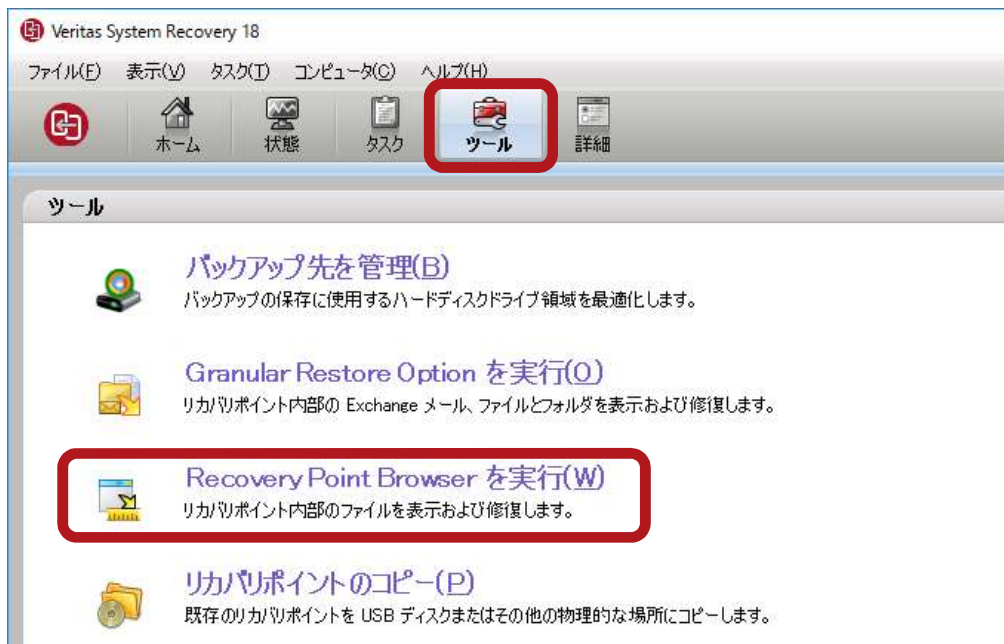 Veritas System Recovery 18
ファイル(F) 表示(V) タスク(T) コンピュータ(C) ヘルプ(H)
ホーム 状態 タスク ツール 詳細
ツール
バックアップ先を管理(B)
バックアップの保存に使用するハードディスクドライブ領域を最適化します。
Granular Restore Option を実行(O)
リカバリポイント内部の Exchange メール、ファイルとフォルダを表示および修復します。
Recovery Point Browser を実行(W)
リカバリポイント内部のファイルを表示および修復します。
リカバリポイントのコピー(P)
既存のリカバリポイントを USB ディスクまたはその他の物理的な場所にコピーします。